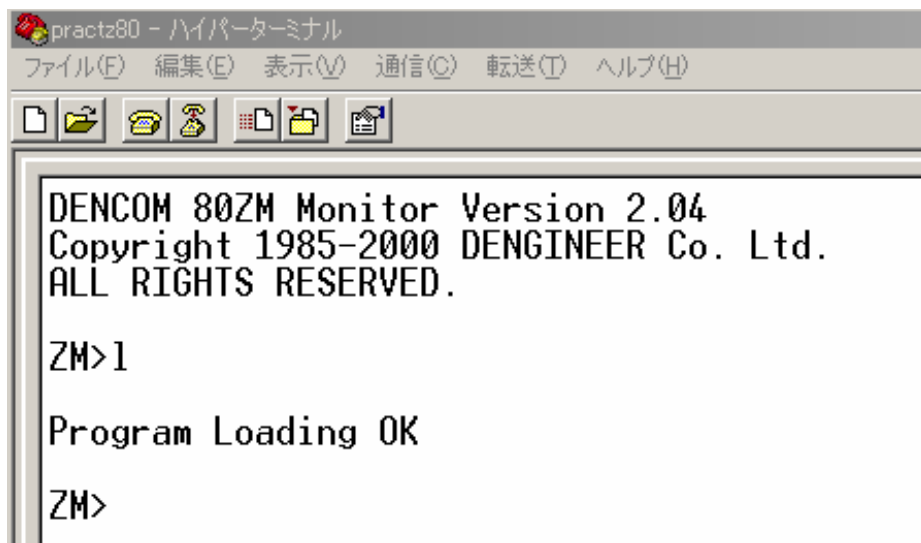 practz80 - ハイパーターミナル
ファイル(F) 編集(E) 表示(V) 通信(C) 転送(T) ヘルプ(H)
DENCOM 80ZM Monitor Version 2.04
Copyright 1985-2000 DENGINEER Co. Ltd.
ALL RIGHTS RESERVED.
ZM>l
Program Loading OK
ZM>